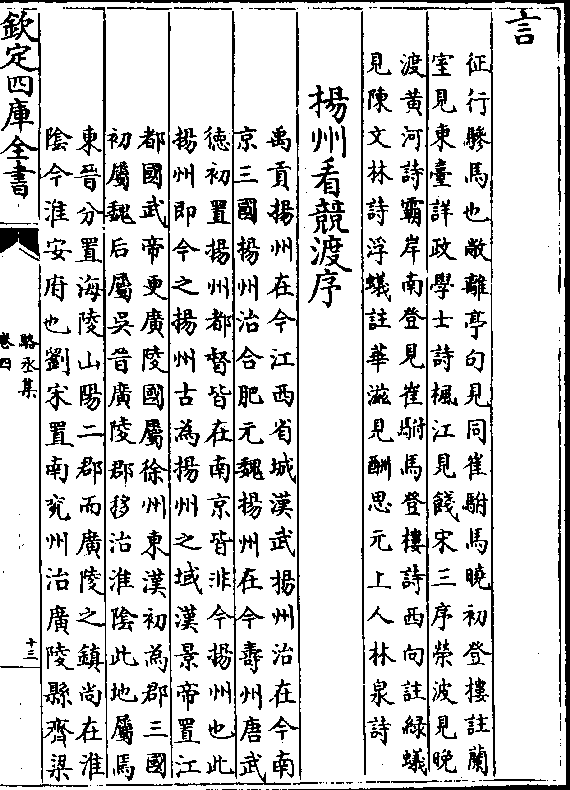 言
征行驂馬也敞離亭句見同崔駙馬曉初登樓註蘭
室見東臺詳政學士詩楓江見餞宋三序榮波見晚
渡黄河詩霸岸南登見崔駙馬登樓詩西向註綠蟻
見陳文林詩浮蟻註華滋見酬思元上人林泉詩
揚州看競渡序
禹貢揚州在今江西省城漢武揚州治在今南
京三國揚州治合肥元魏揚州在今壽州唐武
德初置揚州都督皆在南京皆非今揚州也此
揚州即今之揚州古為揚州之域漢景帝置江
都國武帝更廣陵國屬徐州東漢初為郡三國
初屬魏后屬吳晉廣陵郡移治淮陰此地屬焉
東晉分置海陵山陽二郡而廣陵之鎮尚在淮
陰今淮安府也劉宋置南兖州治廣陵縣齊梁
欽定四庫全書
駱丞集
卷四
十三